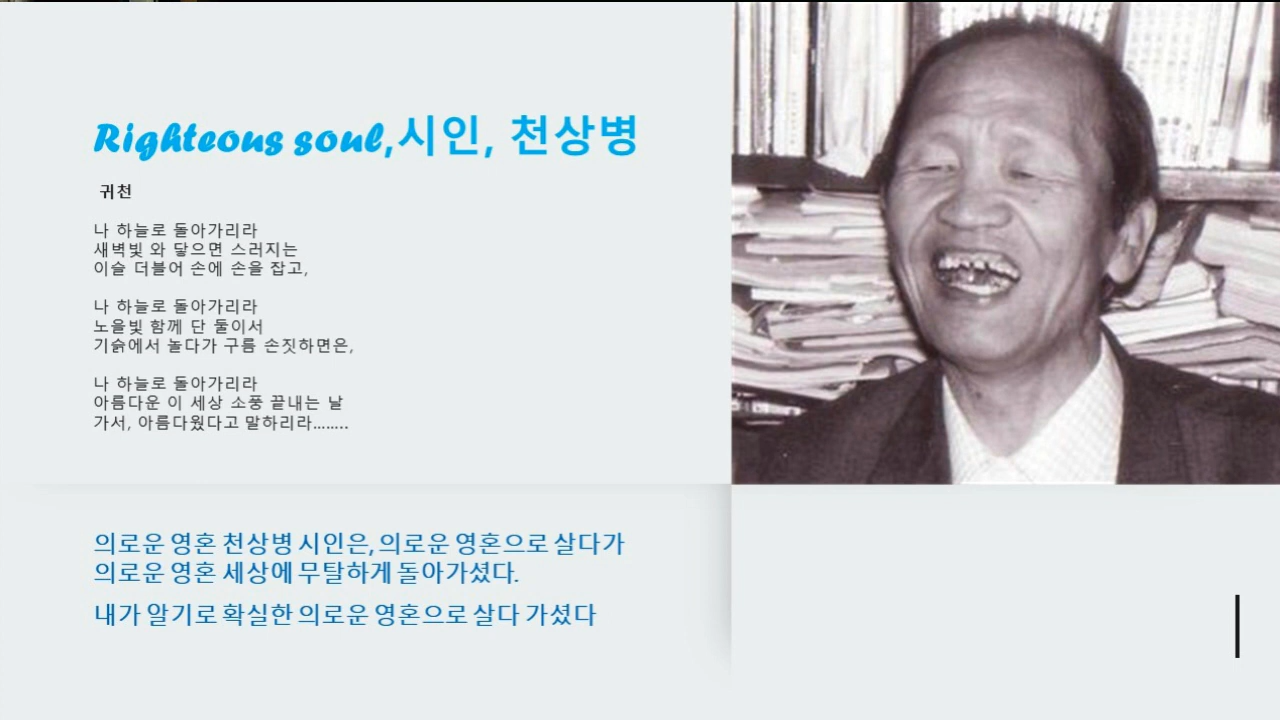 Righteous soul,시인, 천상병
귀천
나 하늘로 돌아가리라
새벽빛 와 닿으면 스러지는
이슬 더불어 손에 손을 잡고,
나 하늘로 돌아가리라
노을빛 함께 단 둘이서
기슭에서 놀다가 구름 손짓하면은,
나 하늘로 돌아가리라
아름다운 이 세상 소풍 끝내는 날
가서, 아름다웠다고 말하리라........
의로운 영혼 천상병 시인은, 의로운 영혼으로 살다가
의로운 영혼 세상에 무탈하게 돌아가셨다.
내가 알기로 확실한 의로운 영혼으로 살다 가셨다